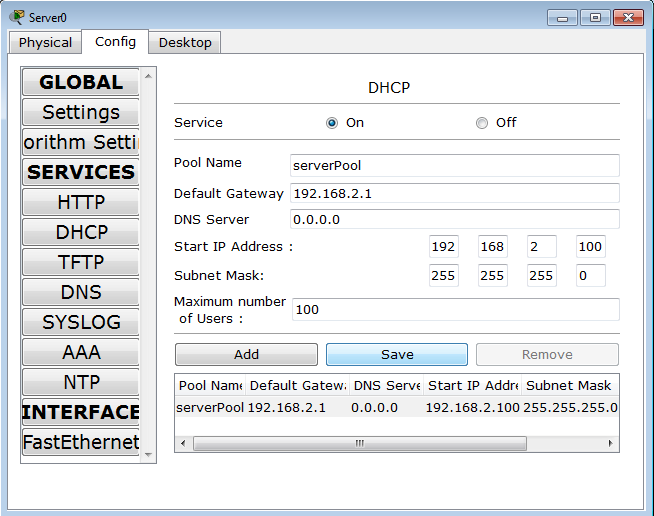 Server0
Physical Config Desktop
GLOBAL
Settings
orithm Setti
SERVICES
HTTP
DHCP
TFTP
DNS
SYSLOG
AAA
NTP
INTERFACE
FastEthernet
DHCP
Service On Off
Pool Name serverPool
Default Gateway 192.168.2.1
DNS Server 0.0.0.0
Start IP Address : 192 168 2 100
Subnet Mask: 255 255 255 0
Maximum number
of Users : 100
Add Save Remove
Pool Name Default Gatewa DNS Serve Start IP Addre Subnet Mask
serverPool 192.168.2.1 0.0.0.0 192.168.2.100 255.255.255.0